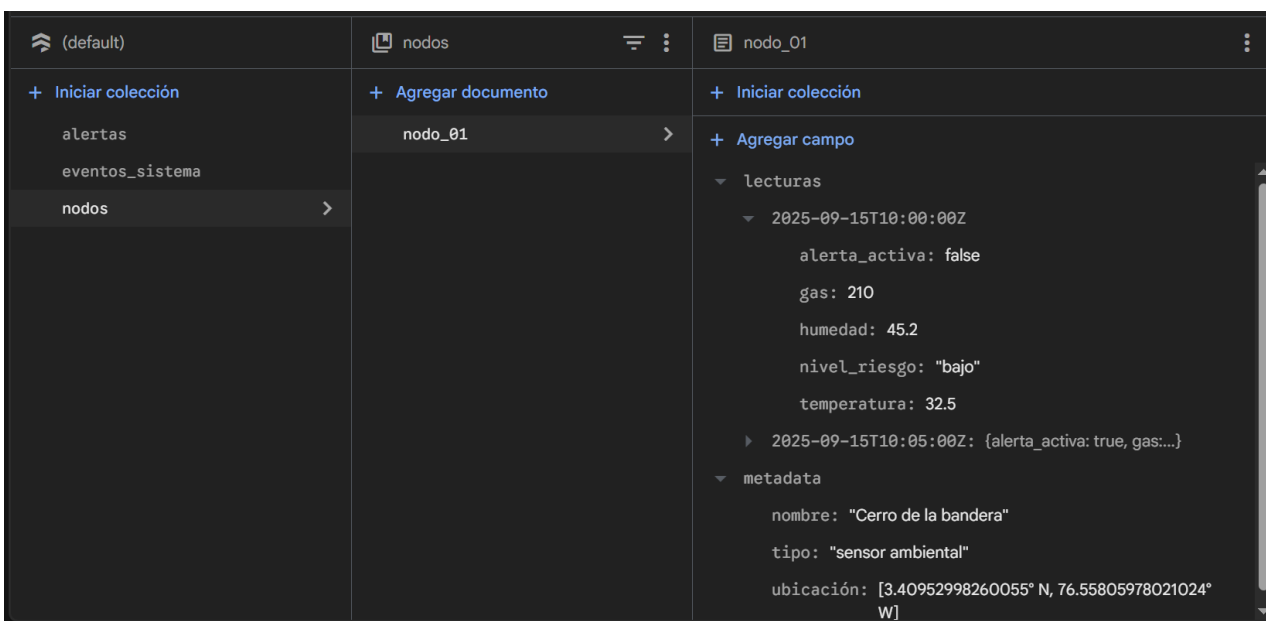 (default)
+ Iniciar colección
alertas
eventos_sistema
nodos
nodos
+ Agregar documento
nodo_01
nodo_01
+ Iniciar colección
+ Agregar campo
lecturas
2025-09-15T10:00:00Z
alerta_activa: false
gas: 210
humedad: 45.2
nivel_riesgo: "bajo"
temperatura: 32.5
2025-09-15T10:05:00Z: {alerta_activa: true, gas:...}
metadata
nombre: "Cerro de la bandera"
tipo: "sensor ambiental"
ubicación: [3.40952998260055° N, 76.55805978021024°
W]